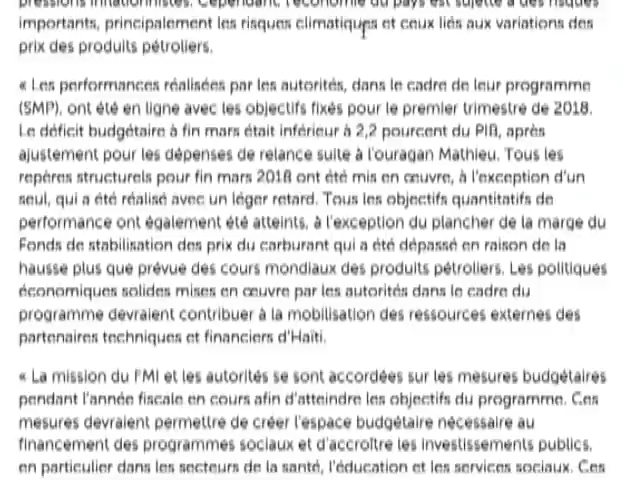 pressions inflationnistes. Cependant, l'économie du pays est sujette à des risques
importants, principalement les risques climatiques et ceux liés aux variations des
prix des produits pétroliers.
« Les performances réalisées par les autorités, dans le cadre de leur programme
(SMP), ont été en ligne avec les objectifs fixés pour le premier trimestre de 2018.
Le déficit budgétaire à fin mars était inférieur à 2,2 pourcent du PIB, après
ajustement pour les dépenses de relance suite à l'ouragan Mathieu. Tous les
repères structurels pour fin mars 2018 ont été mis en œuvre, à l'exception d'un
seul, qui a été réalisé avec un léger retard. Tous les objectifs quantitatifs de
performance ont également été atteints, à l'exception du plancher de la marge du
Fonds de stabilisation des prix du carburant qui a été dépassé en raison de la
hausse plus que prévue des cours mondiaux des produits pétroliers. Les politiques
économiques solides mises en œuvre par les autorités dans le cadre du
programme devraient contribuer à la mobilisation des ressources externes des
partenaires techniques et financiers d'Haïti.
« La mission du FMI et les autorités se sont accordées sur les mesures budgétaires
pendant l'année fiscale en cours afin d'atteindre les objectifs du programme. Ces
mesures devraient permettre de créer l'espace budgétaire nécessaire au
financement des programmes sociaux et d'accroître les investissements publics,
en particulier dans les secteurs de la santé, l'éducation et les services sociaux. Ces